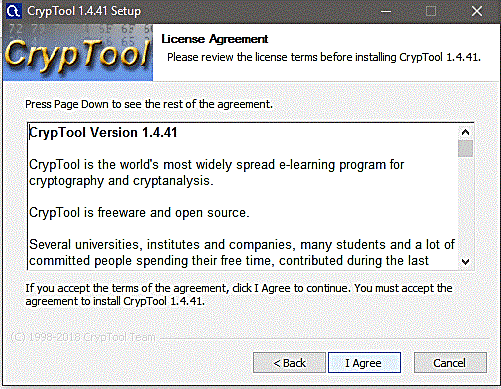 CrypTool 1.4.41 Setup
CrypTool
License Agreement
Please review the license terms before installing CrypTool 1.4.41.
Press Page Down to see the rest of the agreement.
CrypTool Version 1.4.41
CrypTool is the world's most widely spread e-learning program for
cryptography and cryptanalysis.
CrypTool is freeware and open source.
Several universities, institutes and companies, many students and a lot of
committed people spending their free time, contributed during the last
If you accept the terms of the agreement, click I Agree to continue. You must accept the
agreement to install CrypTool 1.4.41.
(C) 1998-2018 CrypTool Team
< Back
I Agree
Cancel